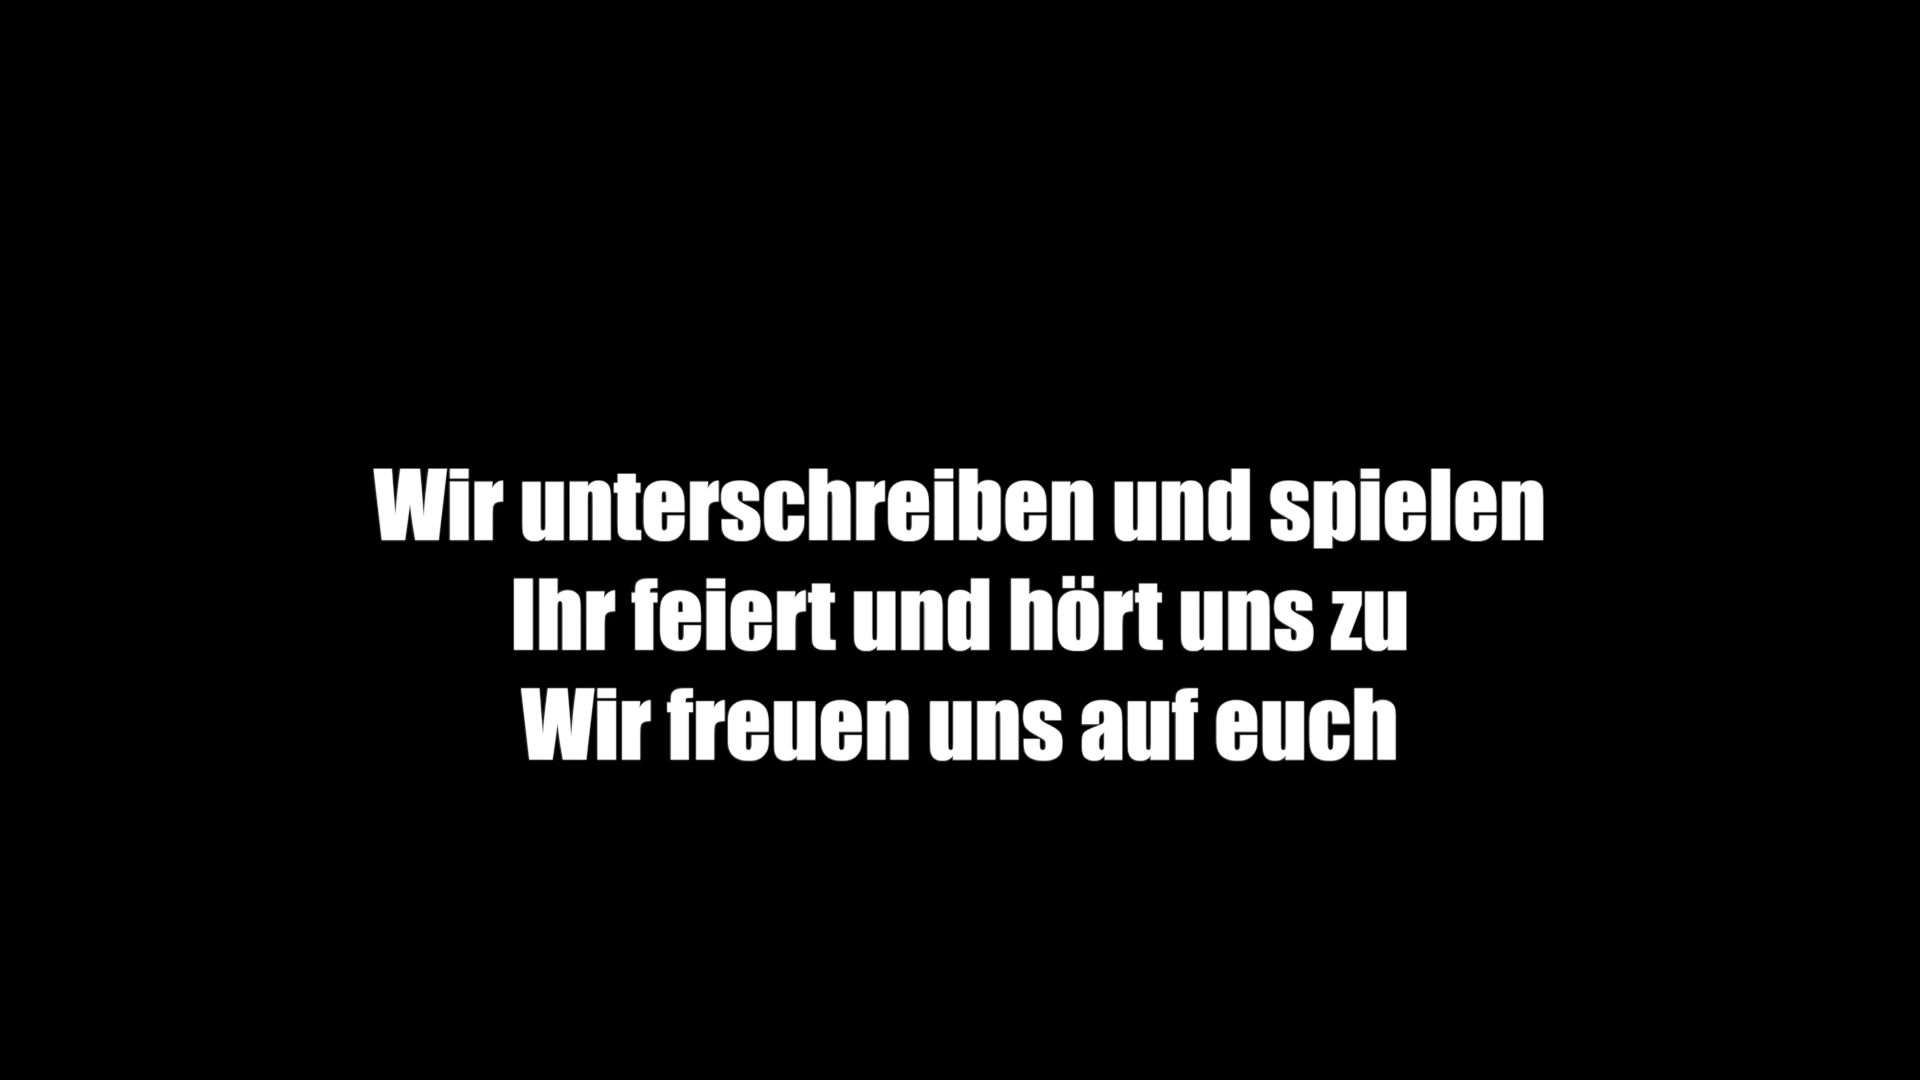 Wir unterschreiben und spielen
Ihr feiert und hört uns zu
Wir freuen uns auf euch